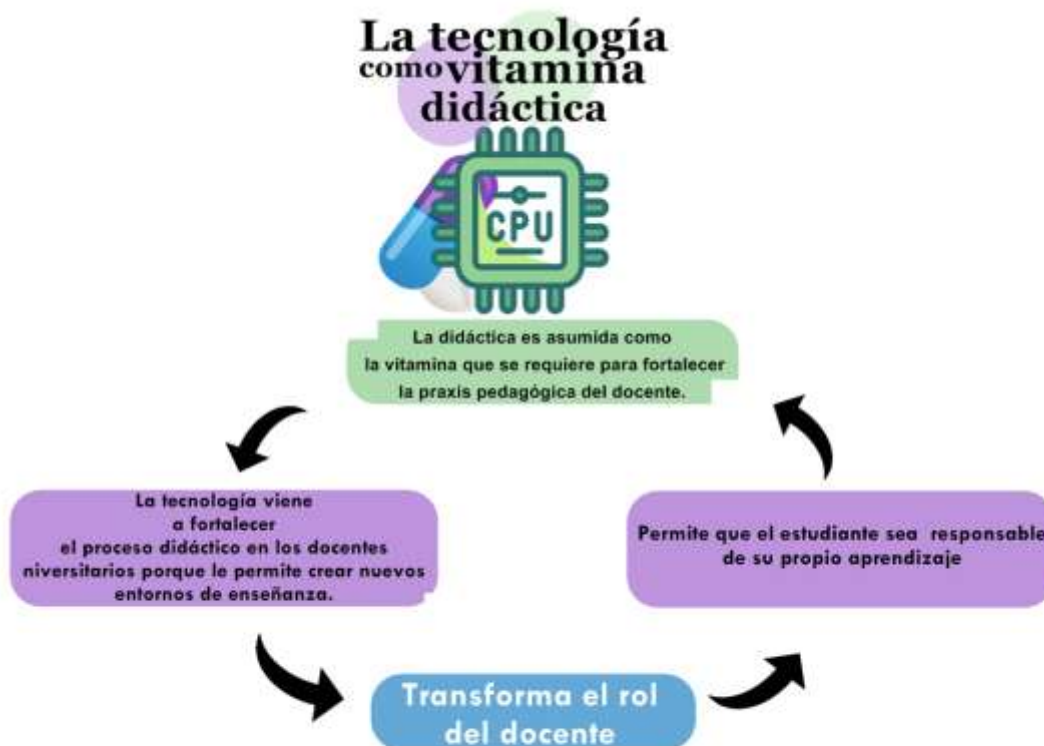 La tecnología
como vitamina
didáctica
CPU
La didáctica es asumida como
la vitamina que se requiere para fortalecer
la praxis pedagógica del docente.
La tecnología viene
a fortalecer
el proceso didáctico en los docentes
niversitarios porque le permite crear nuevos
entornos de enseñanza.
Transforma el rol
del docente
Permite que el estudiante sea responsable
de su propio aprendizaje